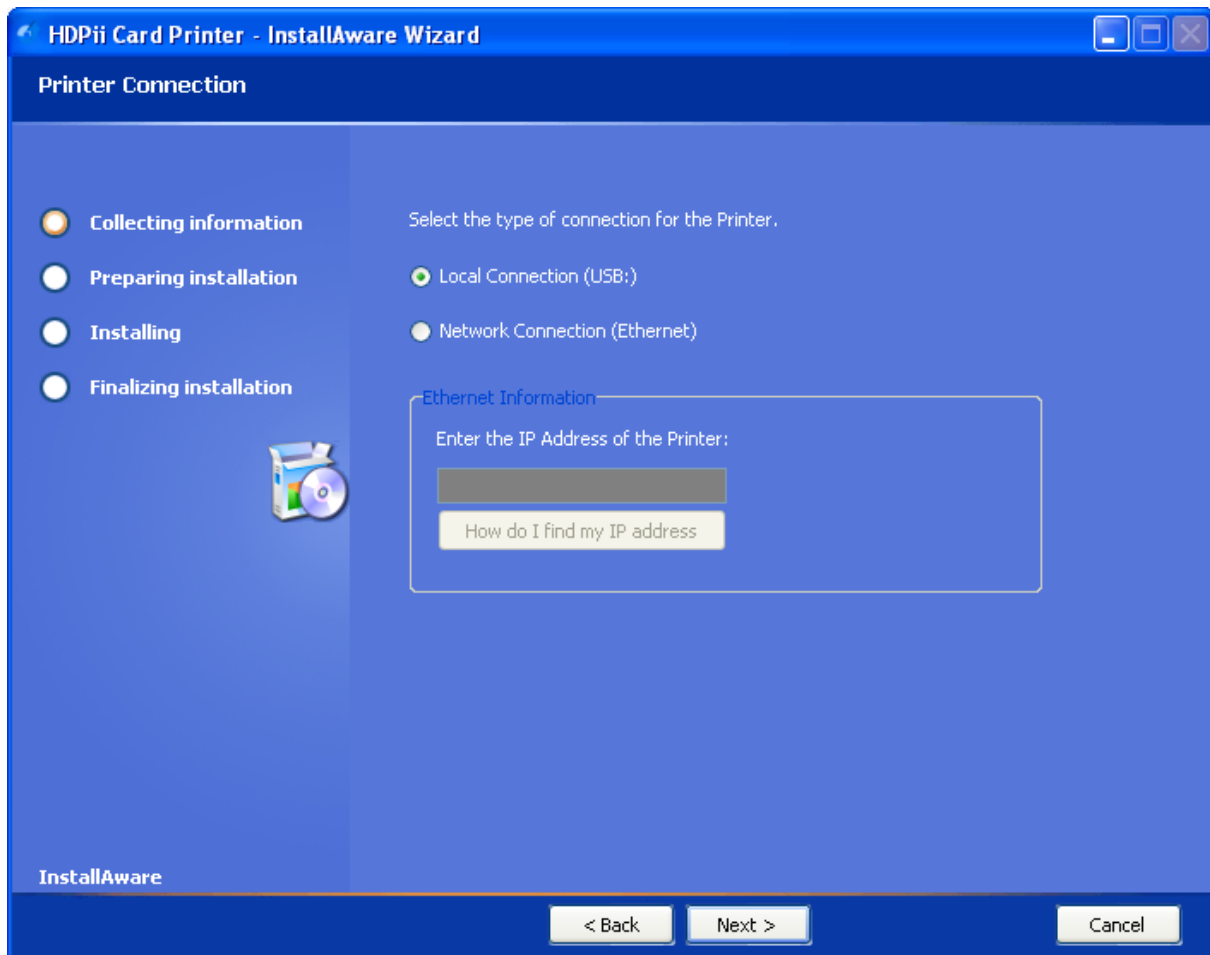 HDPii Card Printer - InstallAware Wizard
Printer Connection
Collecting information
Preparing installation
Installing
Finalizing installation
Select the type of connection for the Printer.
Local Connection (USB:)
Network Connection (Ethernet)
Ethernet Information
Enter the IP Address of the Printer:
How do I find my IP address
InstallAware
< Back
Next >
Cancel